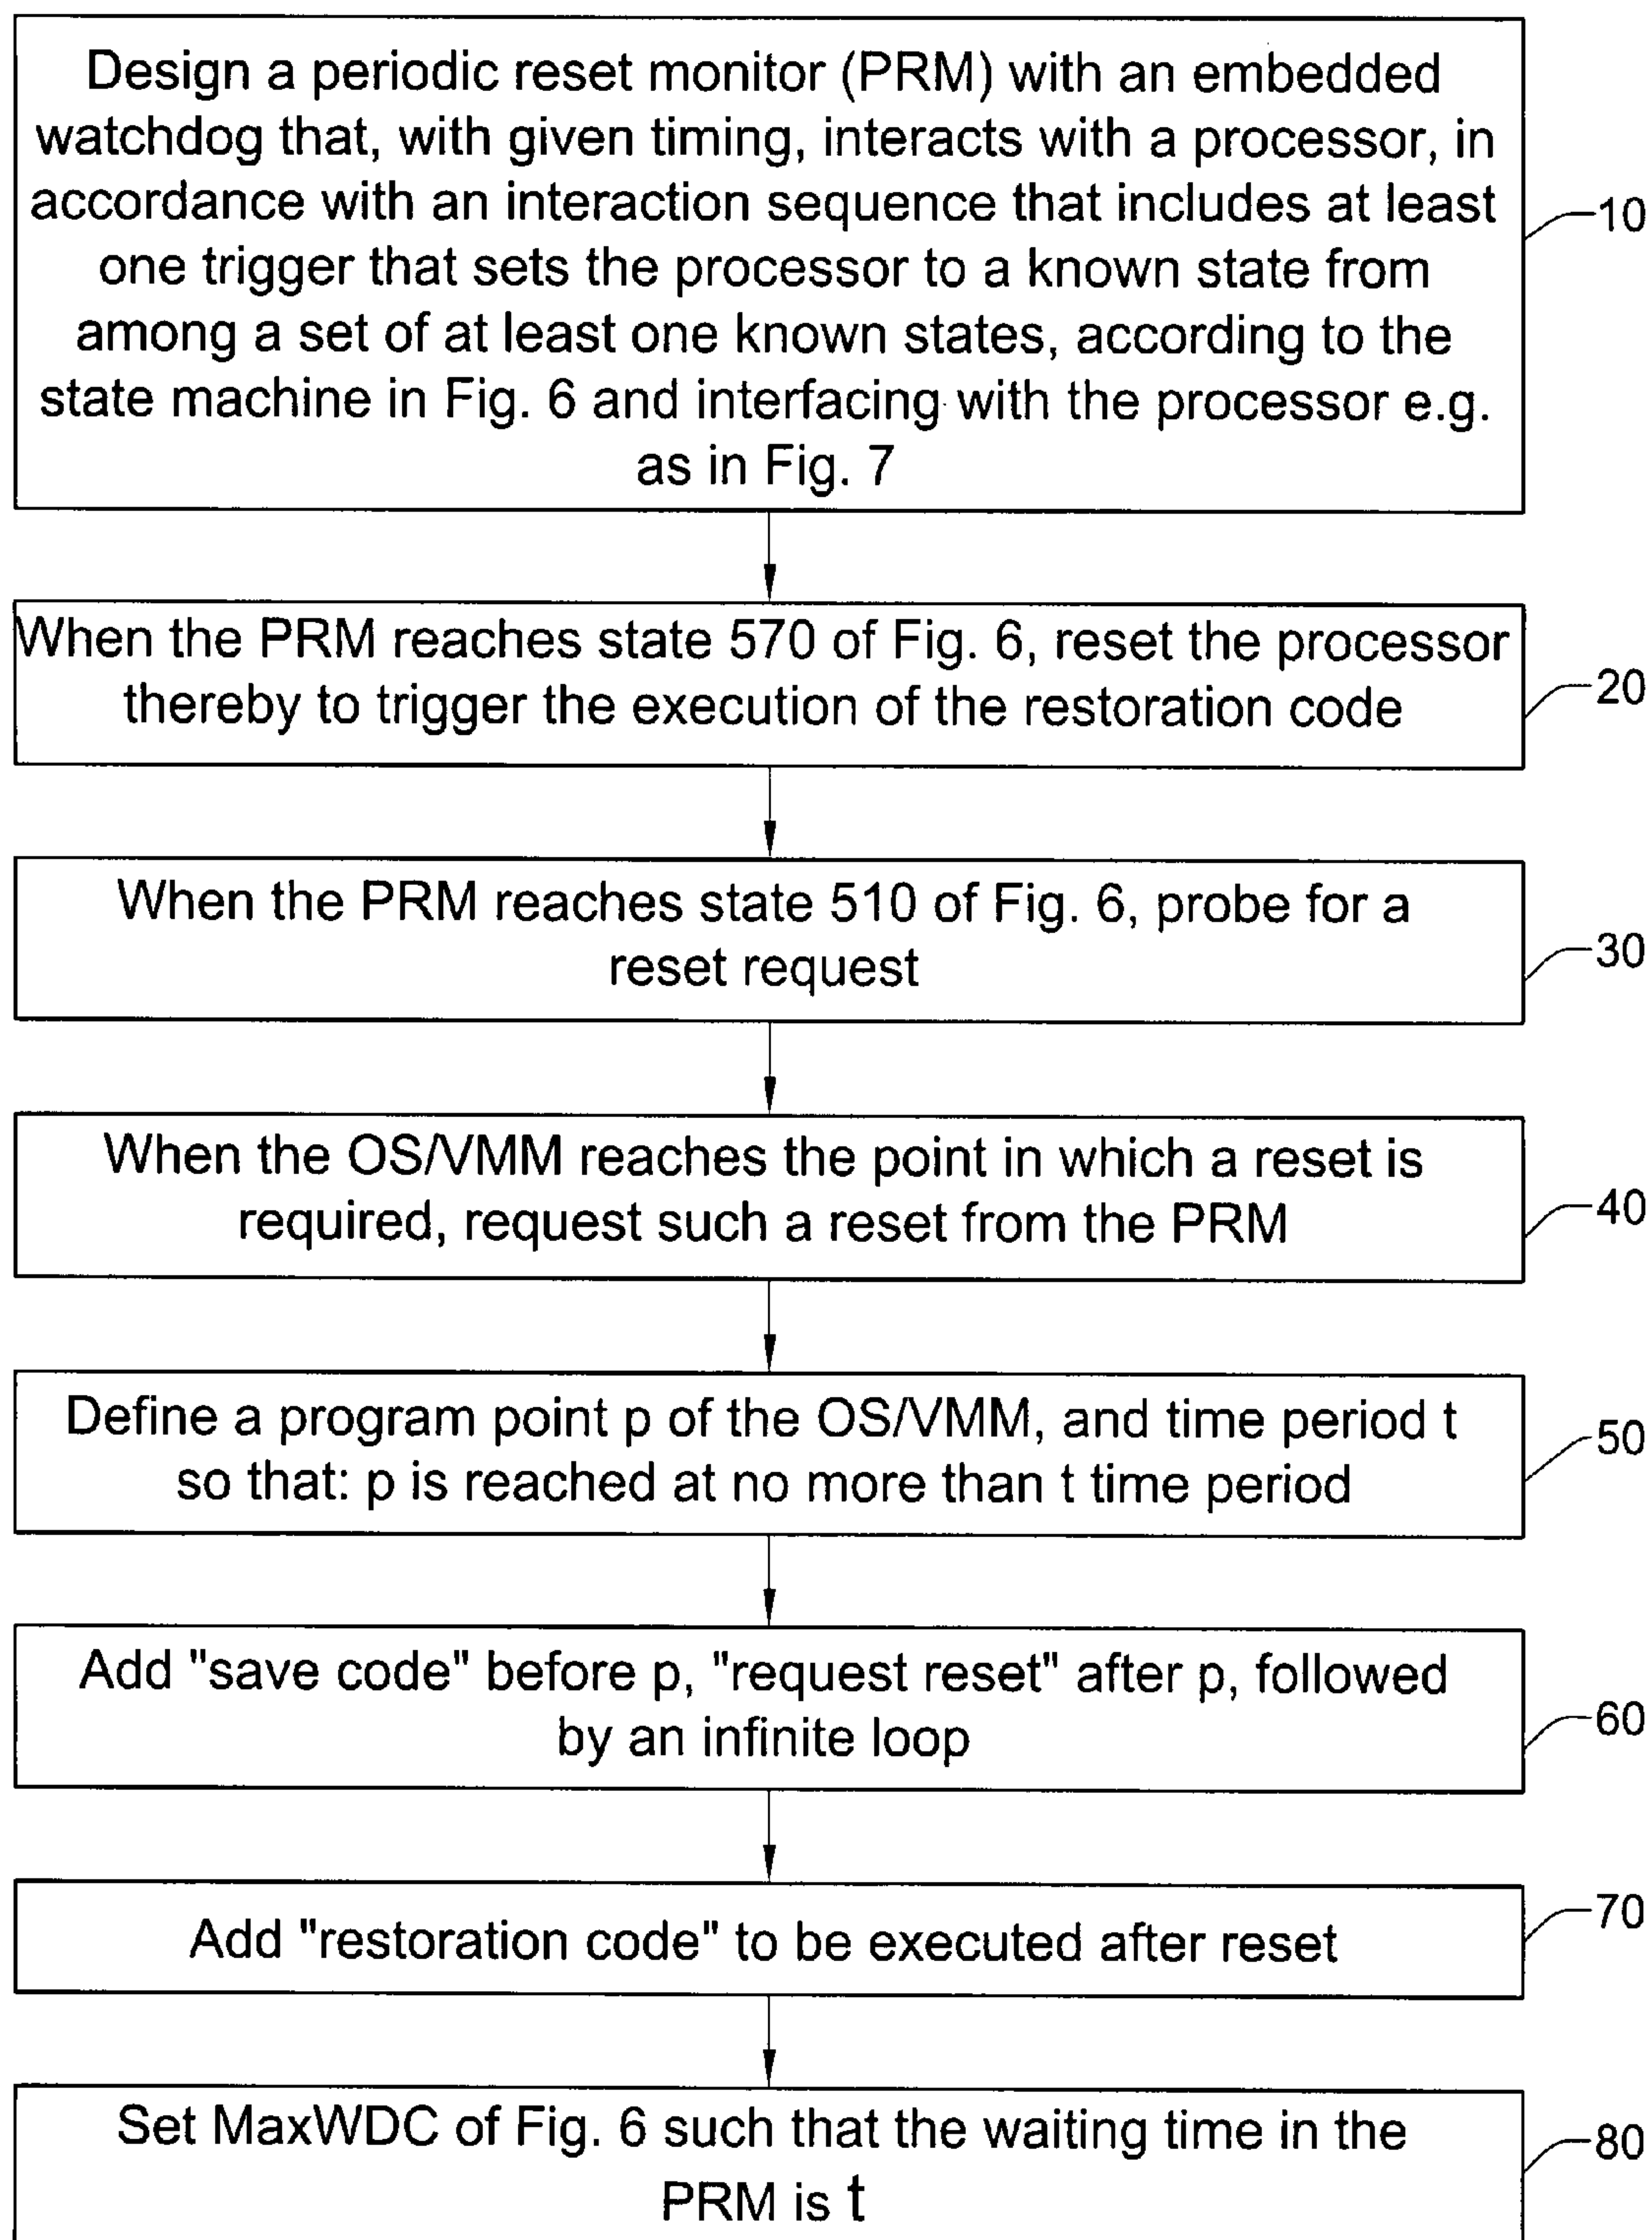 Design a periodic reset monitor (PRM) with an embedded
watchdog that, with given timing, interacts with a processor, in
accordance with an interaction sequence that includes at least
one trigger that sets the processor to a known state from
among a set of at least one known states, according to the
state machine in Fig. 6 and interfacing with the processor e.g.
as in Fig. 7
10
When the PRM reaches state 570 of Fig. 6, reset the processor
thereby to trigger the execution of the restoration code
20
When the PRM reaches state 510 of Fig. 6, probe for a
reset request
30
When the OS/VMM reaches the point in which a reset is
required, request such a reset from the PRM
40
Define a program point p of the OS/VMM, and time period t
so that: p is reached at no more than t time period
50
Add "save code" before p, "request reset" after p, followed
by an infinite loop
60
Add "restoration code" to be executed after reset
70
Set MaxWDC of Fig. 6 such that the waiting time in the
PRM is t
80